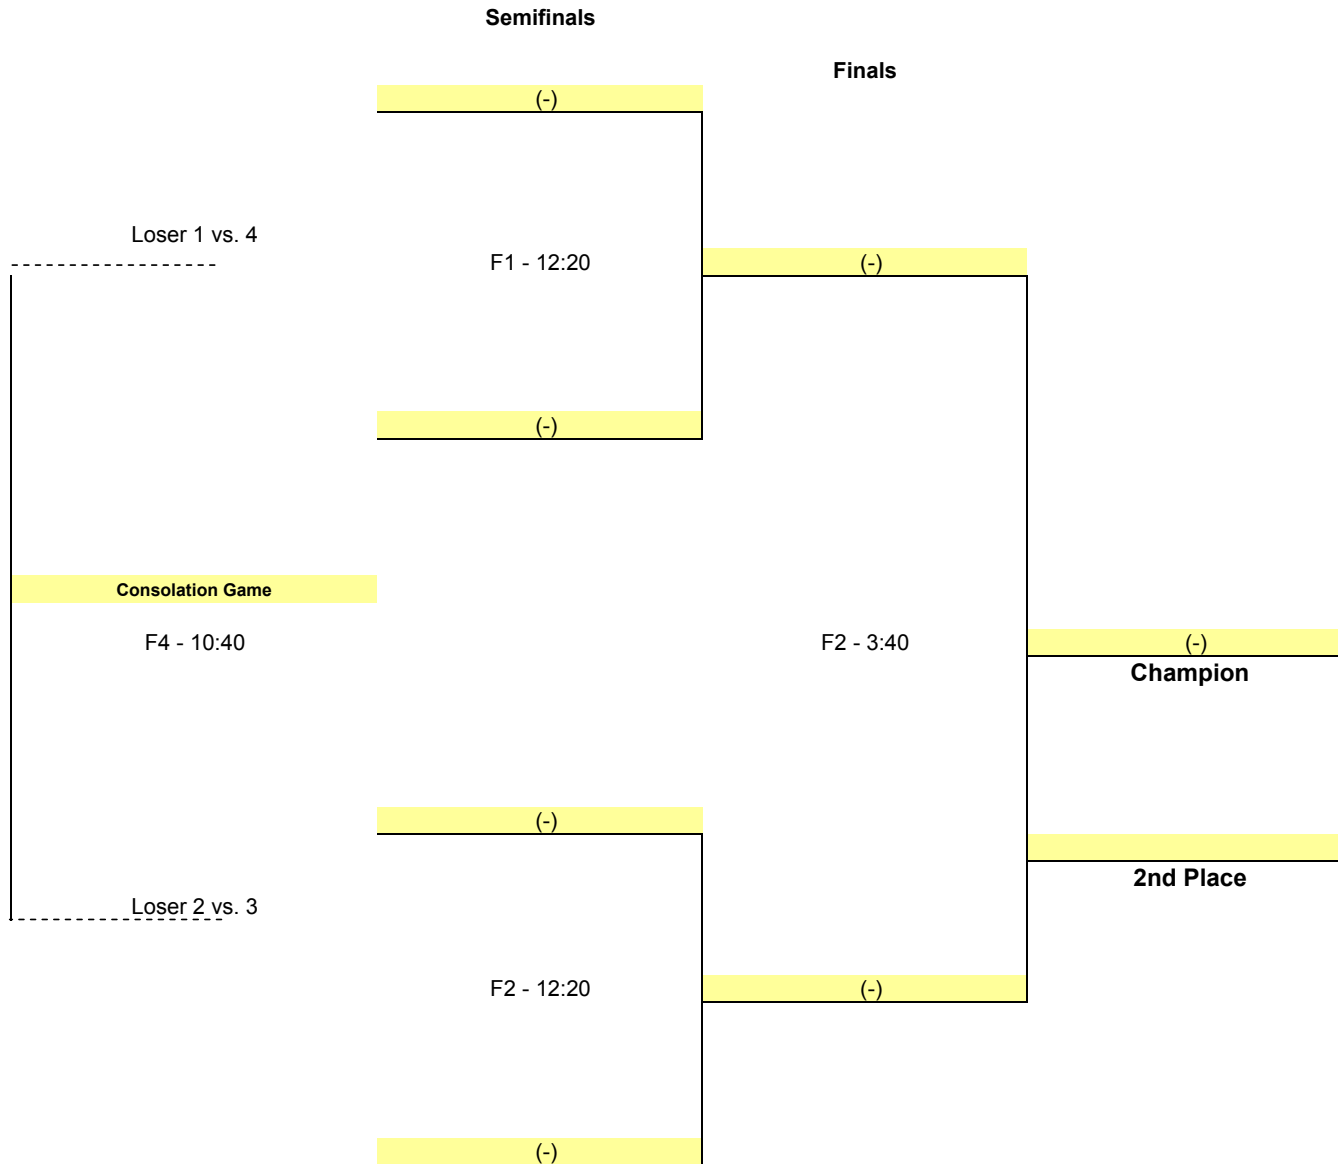 Semifinals
Finals
(-)
Loser 1 vs. 4
F1 - 12:20
(-)
(-)
Consolation Game
F4 - 10:40
F2 - 3:40
(-)
Champion
(-)
2nd Place
Loser 2 vs. 3
F2 - 12:20
(-)
(-)